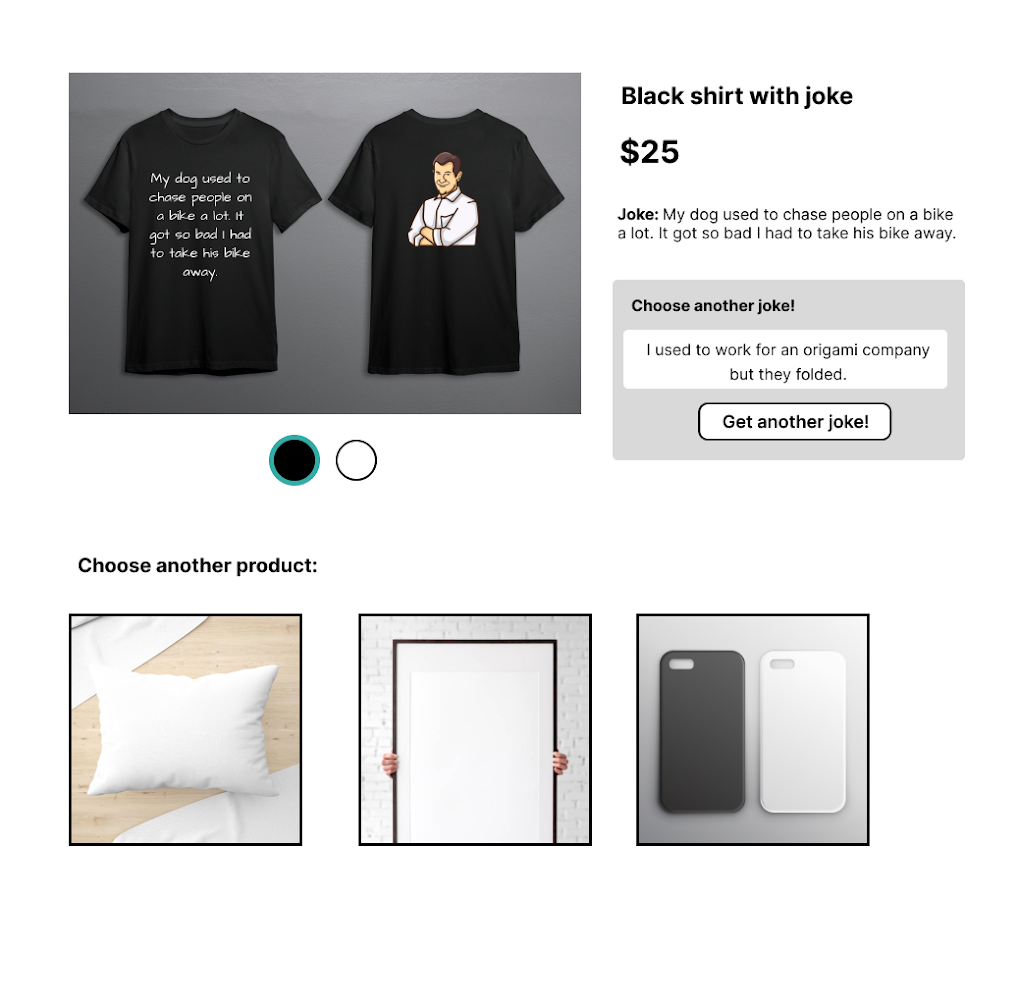 My dog used to
chase people on
a bike a lot. It
got so bad I had
to take his bike
away.
Black shirt with joke
$25
Joke: My dog used to chase people on a bike
a lot. It got so bad I had to take his bike away.
Choose another joke!
I used to work for an origami company
but they folded.
Get another joke!
Choose another product: